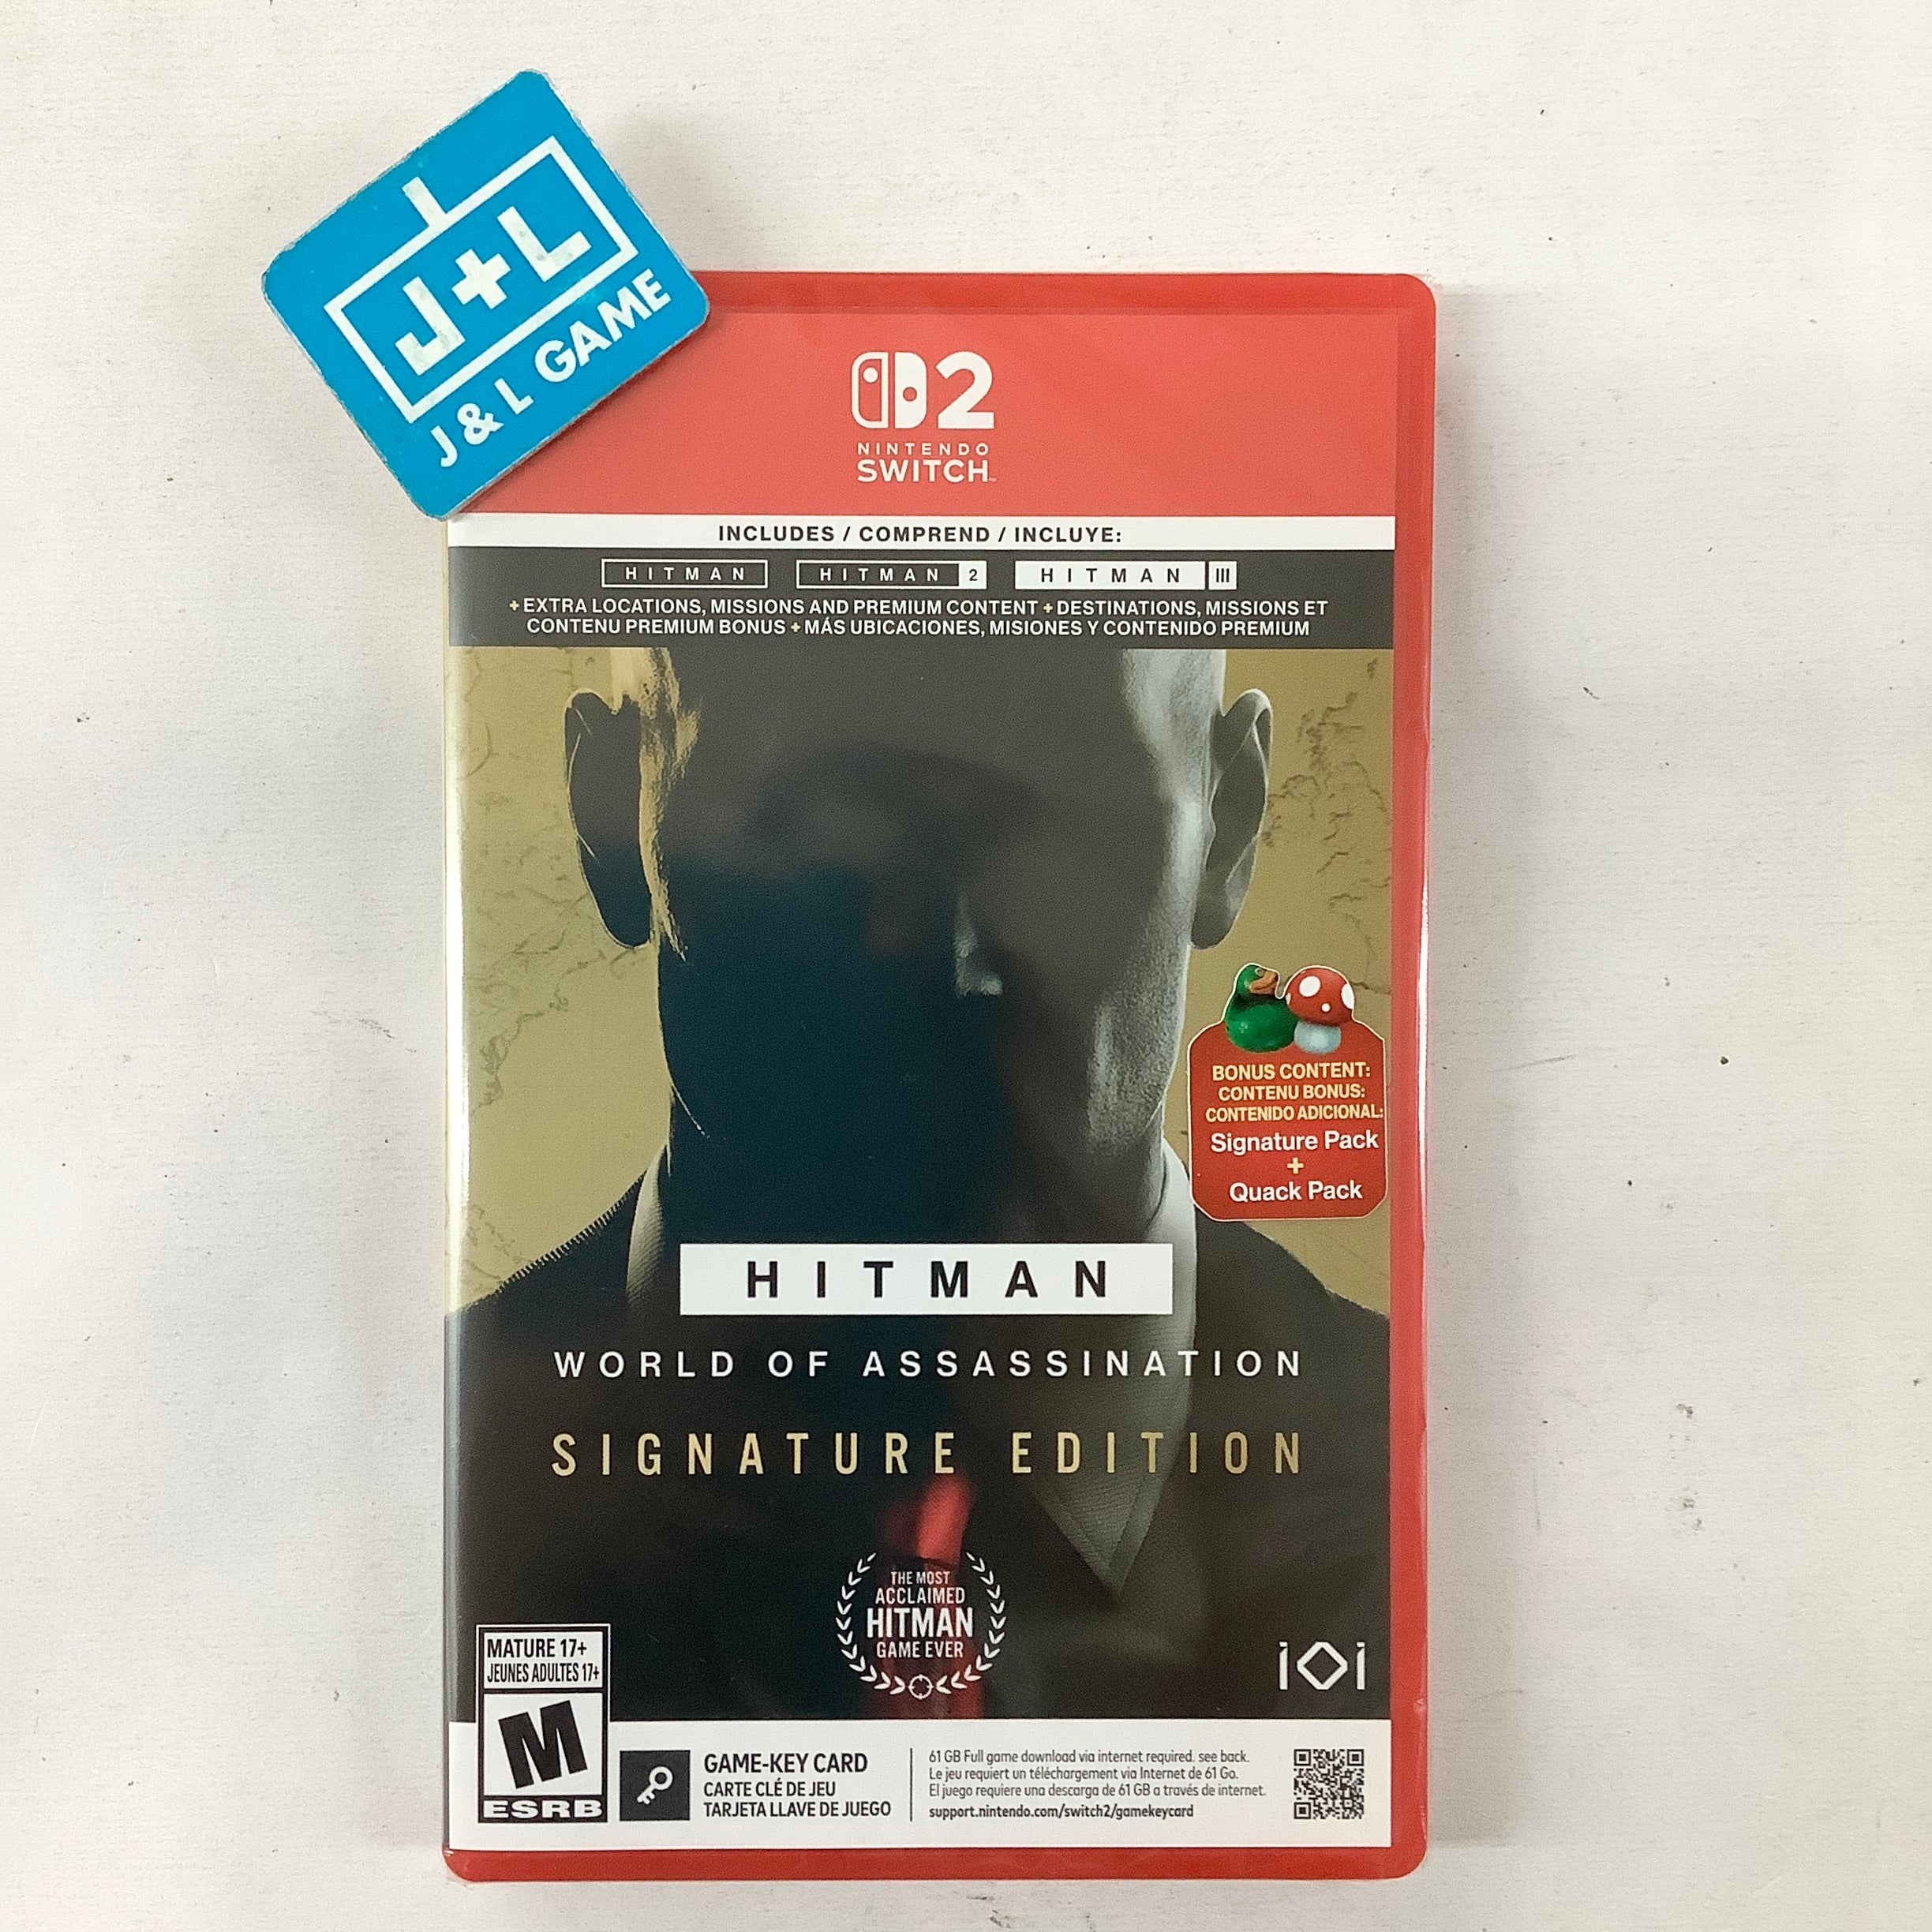 J+L
J & L GAME
2
NINTENDO
SWITCH™
INCLUDES / COMPREND / INCLUYE:
HITMAN HITMAN 2 HITMAN III
+ EXTRA LOCATIONS, MISSIONS AND PREMIUM CONTENT + DESTINATIONS, MISSIONS ET
CONTENU PREMIUM BONUS + MÁS UBICACIONES, MISIONES Y CONTENIDO PREMIUM
BONUS CONTENT:
CONTENU BONUS:
CONTENIDO ADICIONAL:
Signature Pack
+
Quack Pack
HITMAN
WORLD OF ASSASSINATION
SIGNATURE EDITION
THE MOST
ACCLAIMED
HITMAN
GAME EVER
iOi
MATURE 17+
JEUNES ADULTES 17+
M
ESRB
GAME-KEY CARD
CARTE CLÉ DE JEU
TARJETA LLAVE DE JUEGO
61 GB Full game download via internet required. see back.
Le jeu requiert un téléchargement via Internet de 61 Go.
El juego requiere una descarga de 61 GB a través de internet.
support.nintendo.com/switch2/gamekeycard